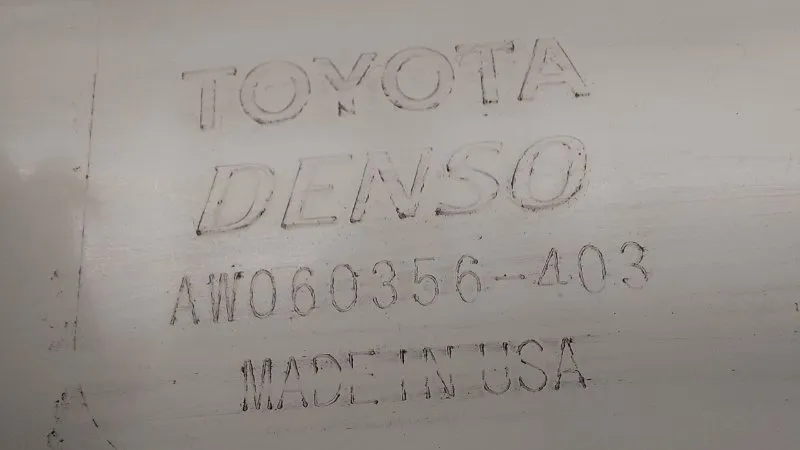 TOYOTA
DENSO
AW060356-403
MADE IN USA